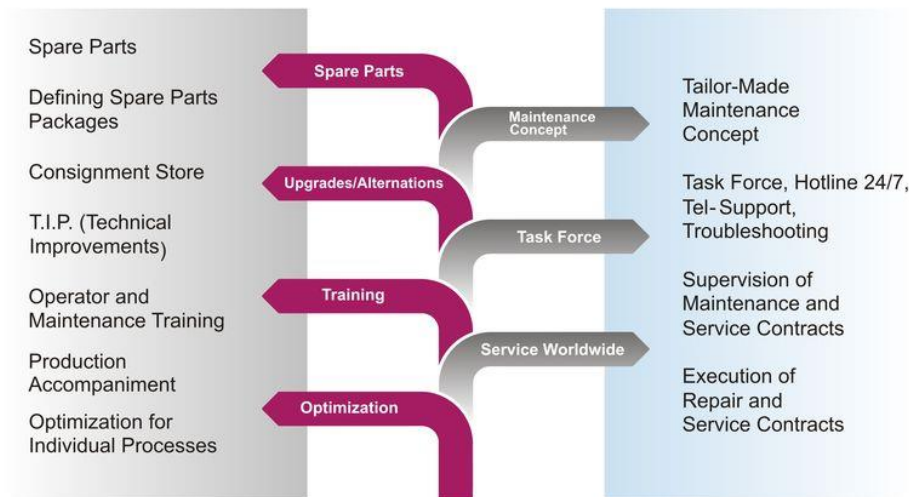 Spare Parts
Defining Spare Parts
Packages
Consignment Store
T.I.P. (Technical
Improvements)
Operator and
Maintenance Training
Production
Accompaniment
Optimization for
Individual Processes
Spare Parts
Maintenance
Concept
Upgrades/Alternations
Task Force
Training
Service Worldwide
Optimization
Tailor-Made
Maintenance
Concept
Task Force, Hotline 24/7,
Tel-Support,
Troubleshooting
Supervision of
Maintenance and
Service Contracts
Execution of
Repair and
Service Contracts